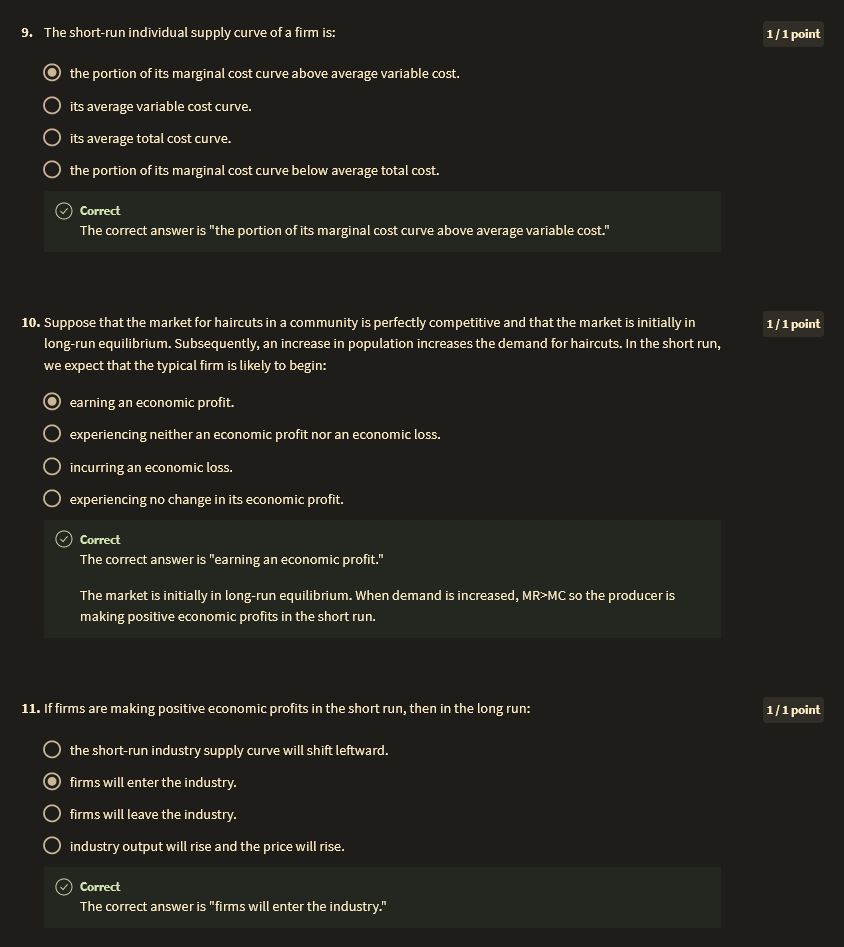 9. The short-run individual supply curve of a firm is:
1 / 1 point
the portion of its marginal cost curve above average variable cost.
its average variable cost curve.
its average total cost curve.
the portion of its marginal cost curve below average total cost.
Correct
The correct answer is "the portion of its marginal cost curve above average variable cost."
10. Suppose that the market for haircuts in a community is perfectly competitive and that the market is initially in
1 / 1 point
long-run equilibrium. Subsequently, an increase in population increases the demand for haircuts. In the short run,
we expect that the typical firm is likely to begin:
earning an economic profit.
experiencing neither an economic profit nor an economic loss.
incurring an economic loss.
experiencing no change in its economic profit.
Correct
The correct answer is "earning an economic profit."
The market is initially in long-run equilibrium. When demand is increased, MR>MC so the producer is
making positive economic profits in the short run.
11. If firms are making positive economic profits in the short run, then in the long run:
1 / 1 point
the short-run industry supply curve will shift leftward.
firms will enter the industry.
firms will leave the industry.
industry output will rise and the price will rise.
Correct
The correct answer is "firms will enter the industry."